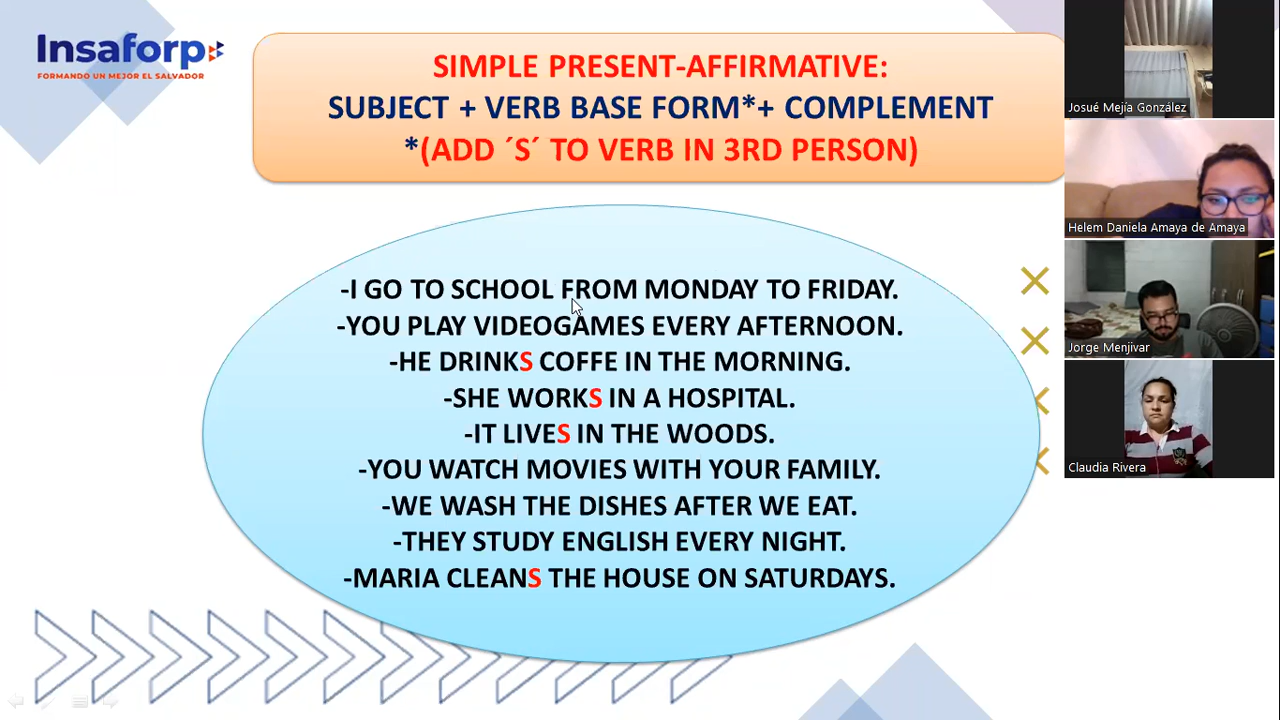 Insaforp
FORMANDO UN MEJOR EL SALVADOR
SIMPLE PRESENT-AFFIRMATIVE:
SUBJECT + VERB BASE FORM*+ COMPLEMENT
*(ADD ´S´ TO VERB IN 3RD PERSON)
-I GO TO SCHOOL FROM MONDAY TO FRIDAY.
-YOU PLAY VIDEOGAMES EVERY AFTERNOON.
-HE DRINKS COFFE IN THE MORNING.
-SHE WORKS IN A HOSPITAL.
-IT LIVES IN THE WOODS.
-YOU WATCH MOVIES WITH YOUR FAMILY.
-WE WASH THE DISHES AFTER WE EAT.
-THEY STUDY ENGLISH EVERY NIGHT.
-MARIA CLEANS THE HOUSE ON SATURDAYS.
Josué Mejía González
Helem Daniela Amaya de Amaya
Jorge Menjivar
Claudia Rivera